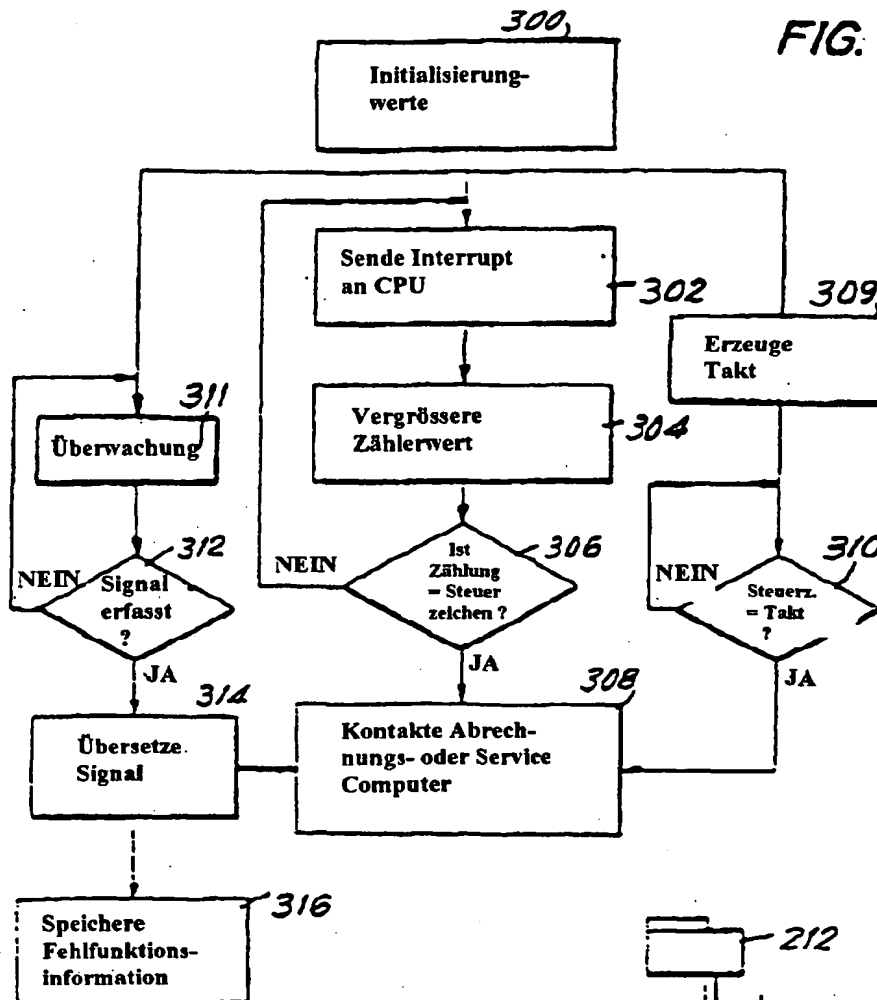 300
FIG.
Initialisierung-
werte
Sende Interrupt
an CPU
302
309
Erzeuge
Takt
311
Überwachung
Vergrössere
Zählerwert
304
312
NEIN
Signal
erfasst
?
JA
306
NEIN
Ist
Zählung
= Steuer
zeichen ?
JA
310
NEIN
Steuerz.
= Takt
?
JA
314
Übersetze
Signal
308
Kontakte Abrech-
nungs- oder Service
Computer
316
Speichere
Fehlfunktions-
information
212